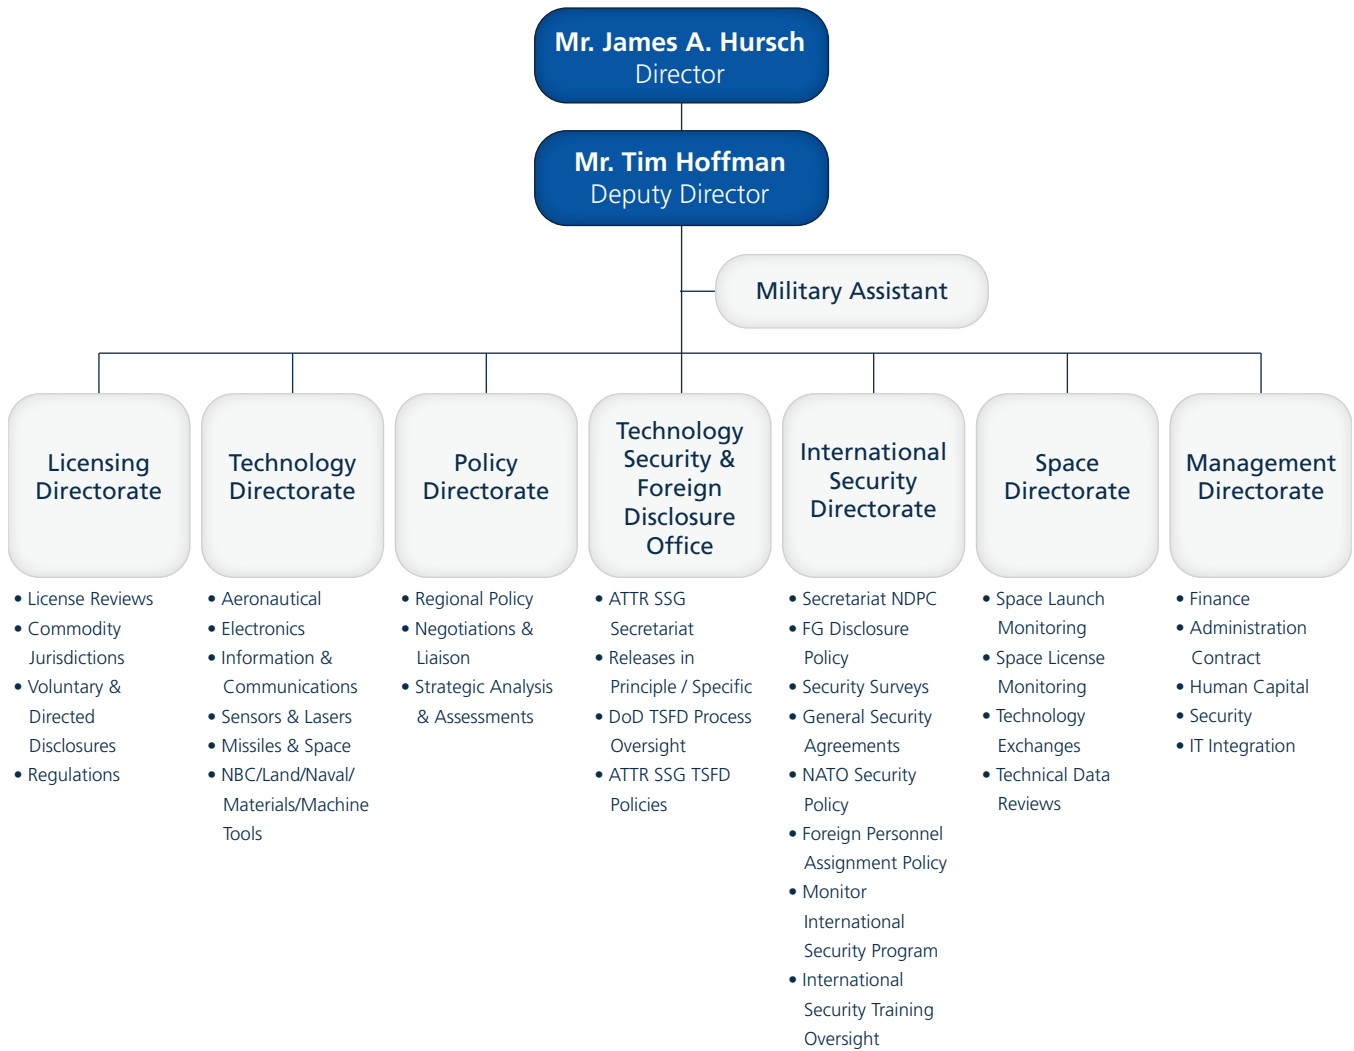 Mr. James A. Hursch
Director
Mr. Tim Hoffman
Deputy Director
Military Assistant
Licensing
Directorate
• License Reviews
• Commodity
Jurisdictions
• Voluntary &
Directed
Disclosures
• Regulations
Technology
Directorate
• Aeronautical
• Electronics
• Information &
Communications
• Sensors & Lasers
• Missiles & Space
• NBC/Land/Naval/
Materials/Machine
Tools
Policy
Directorate
• Regional Policy
• Negotiations &
Liaison
• Strategic Analysis
& Assessments
Technology
Security &
Foreign
Disclosure
Office
• ATTR SSG
Secretariat
• Releases in
Principle / Specific
• DoD TSFD Process
Oversight
• ATTR SSG TSFD
Policies
International
Security
Directorate
• Secretariat NDPC
• FG Disclosure
Policy
• Security Surveys
• General Security
Agreements
• NATO Security
Policy
• Foreign Personnel
Assignment Policy
• Monitor
International
Security Program
• International
Security Training
Oversight
Space
Directorate
• Space Launch
Monitoring
• Space License
Monitoring
• Technology
Exchanges
• Technical Data
Reviews
Management
Directorate
• Finance
• Administration
Contract
• Human Capital
• Security
• IT Integration